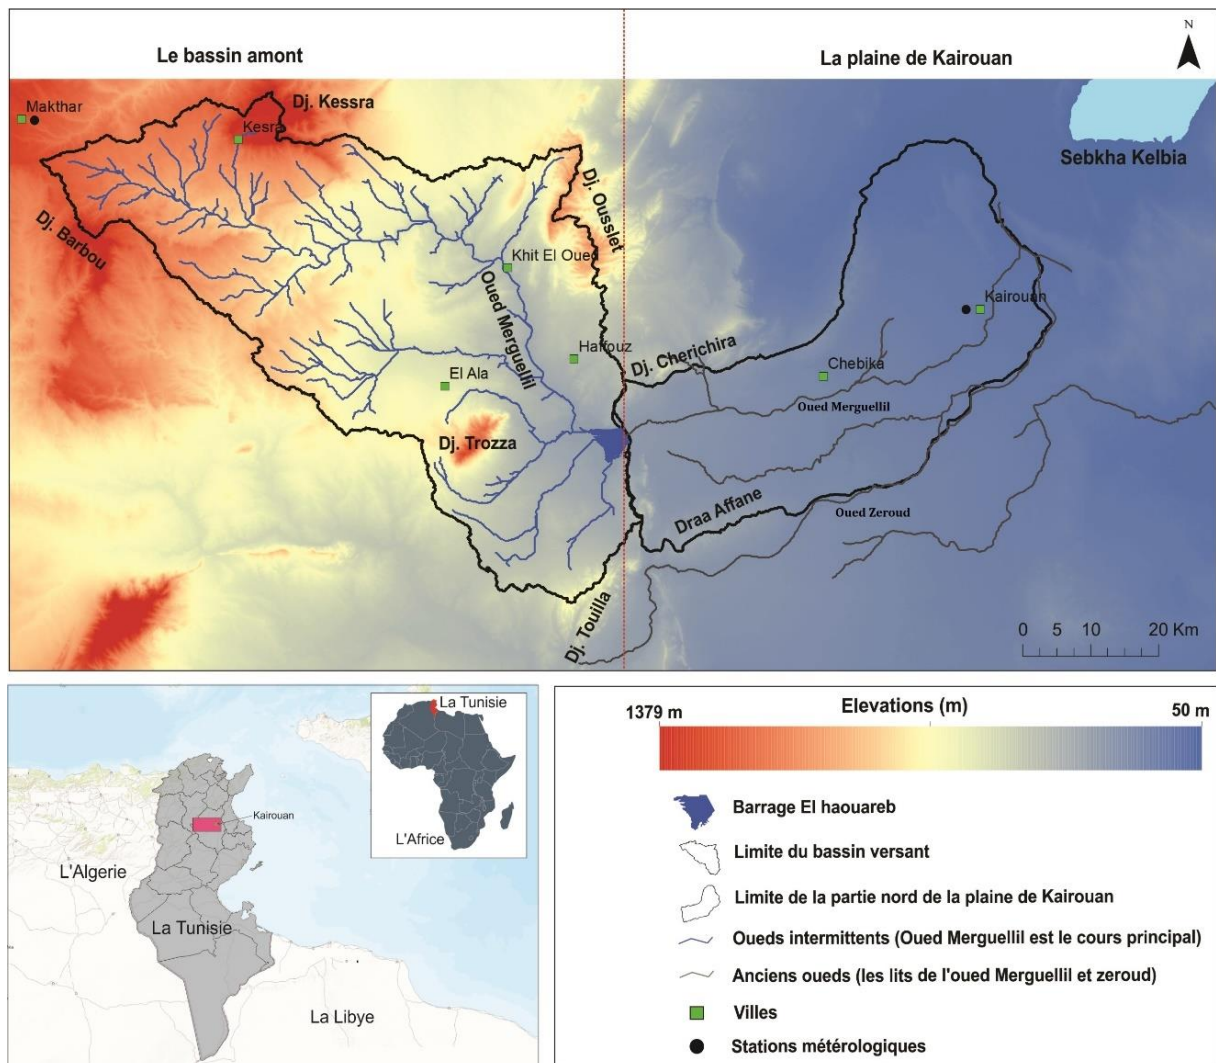 Le bassin amont
La plaine de Kairouan
N
Makthar
Dj. Kessra
Kesra
Sebkha Kelbia
Dj. Barbou
Dj. Ousslet
Khit El Oued
Oued Merguellil
Kairouan
Haffouz
Dj. Cherichira
El Ala
Chebika
Oued Merguellil
Dj. Trozza
Draa Affane
Oued Zeroud
Dj. Touilla
0 5 10 20 Km
La Tunisie
L'Africe
Kairouan
L'Algerie
La Tunisie
La Libye
Elevations (m)
1379 m
50 m
Barrage El haouareb
Limite du bassin versant
Limite de la partie nord de la plaine de Kairouan
Oueds intermittents (Oued Merguellil est le cours principal)
Anciens oueds (les lits de l'oued Merguellil et zeroud)
Villes
Stations météroliques